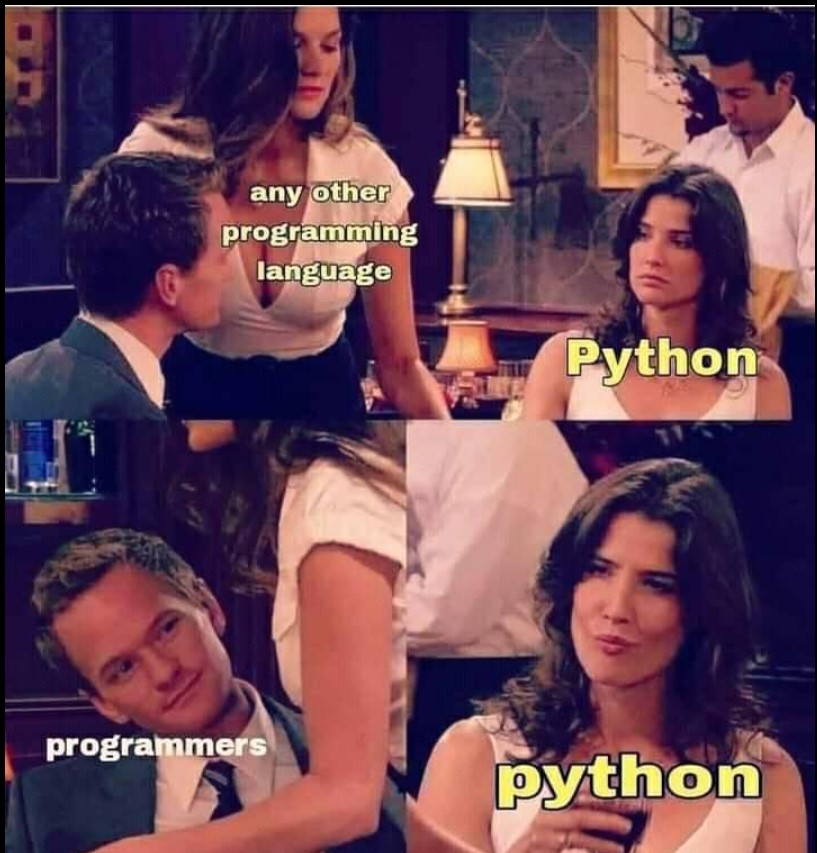 any other
programming
language
Python
programmers
python